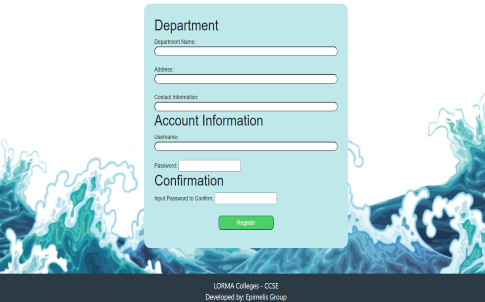 Department
Department Name:
Address:
Contact Information:
Account Information
Username:
Password:
Confirmation
Input Password to Confirm:
Register
LORMA Colleges - CCSE
Developed by: Epimelis Group